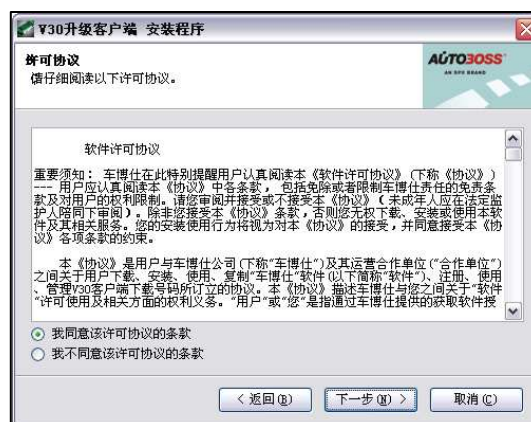 V30升级客户端 安装程序
许可协议
请仔细阅读以下许可协议。
AUTOBOSS
AN SPX BRAND
软件许可协议
重要须知： 车博仕在此特别提醒用户认真阅读本《软件许可协议》（下称《协议》）
--- 用户应认真阅读本《协议》中各条款， 包括免除或者限制车博仕责任的免责条
款及对用户的权利限制。请您审阅并接受或不接受本《协议》（未成年人应在法定监
护人陪同下审阅）。除非您接受本《协议》条款，否则您无权下载、安装或使用本软
件及其相关服务。您的安装使用行为将视为对本《协议》的接受，并同意接受本《协
议》各项条款的约束。
本《协议》是用户与车博仕公司(下称"车博仕")及其运营合作单位("合作单位")
之间关于用户下载、安装、使用、复制"车博仕"软件(以下简称"软件")、注册、使用
、管理V30客户端下载号码所订立的协议。本《协议》描述车博仕与您之间关于"软件
"许可使用及相关方面的权利义务。"用户"或"您"是指通过车博仕提供的获取软件授
我同意该许可协议的条款
我不同意该许可协议的条款
< 返回(B)
下一步(N) >
取消(C)